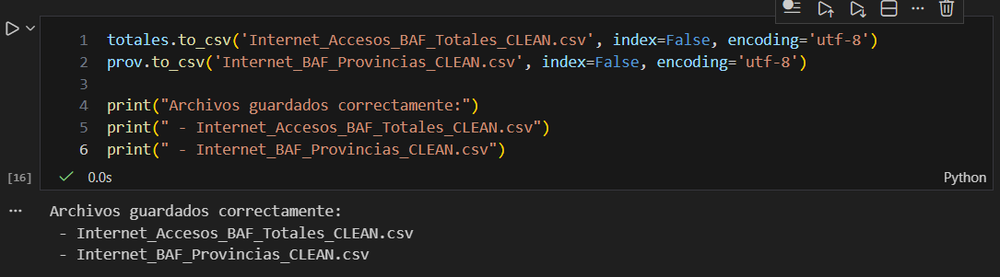 1 totales.to_csv('Internet_Accesos_BAF_Totales_CLEAN.csv', index=False, encoding='utf-8')
2 prov.to_csv('Internet_BAF_Provincias_CLEAN.csv', index=False, encoding='utf-8')
3
4 print("Archivos guardados correctamente:")
5 print(" - Internet_Accesos_BAF_Totales_CLEAN.csv")
6 print(" - Internet_BAF_Provincias_CLEAN.csv")
[16] 0.0s Python
Archivos guardados correctamente:
 - Internet_Accesos_BAF_Totales_CLEAN.csv
 - Internet_BAF_Provincias_CLEAN.csv